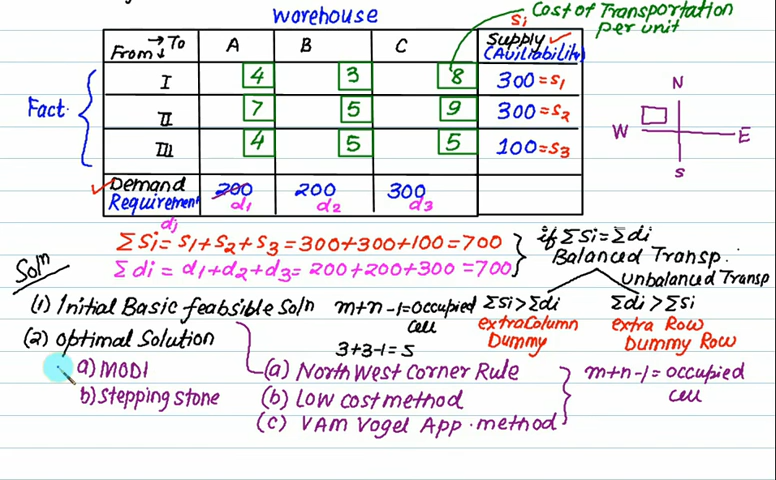 Warehouse
Cost of Transportation
per unit
Si
→To
From↓
A
B
C
Supply
(Auiliability)
I
4
3
8
300=S1
Fact.
II
7
5
9
300=S2
III
4
5
5
100=S3
N
W
E
S
Demand
Requirement
dj
200
d1
200
d2
300
d3
ΣSi=S1+S2+S3=300+300+100=700
Σdi=d1+d2+d3=200+200+300=700
if ΣSi=Σdi
Balanced Transp.
Unbalanced Transp
Soln
(1) Initial Basic feabsible Soln
m+n-1=occupied
cell
3+3-1=5
ΣSi>Σdi
extra Column
Dummy
Σdi>ΣSi
extra Row
Dummy Row
(2) optimal Solution
a) MODI
b) Stepping stone
(a) North West Corner Rule
(b) Low cost method
(c) VAM Vogel App. method
m+n-1=occupied
cell